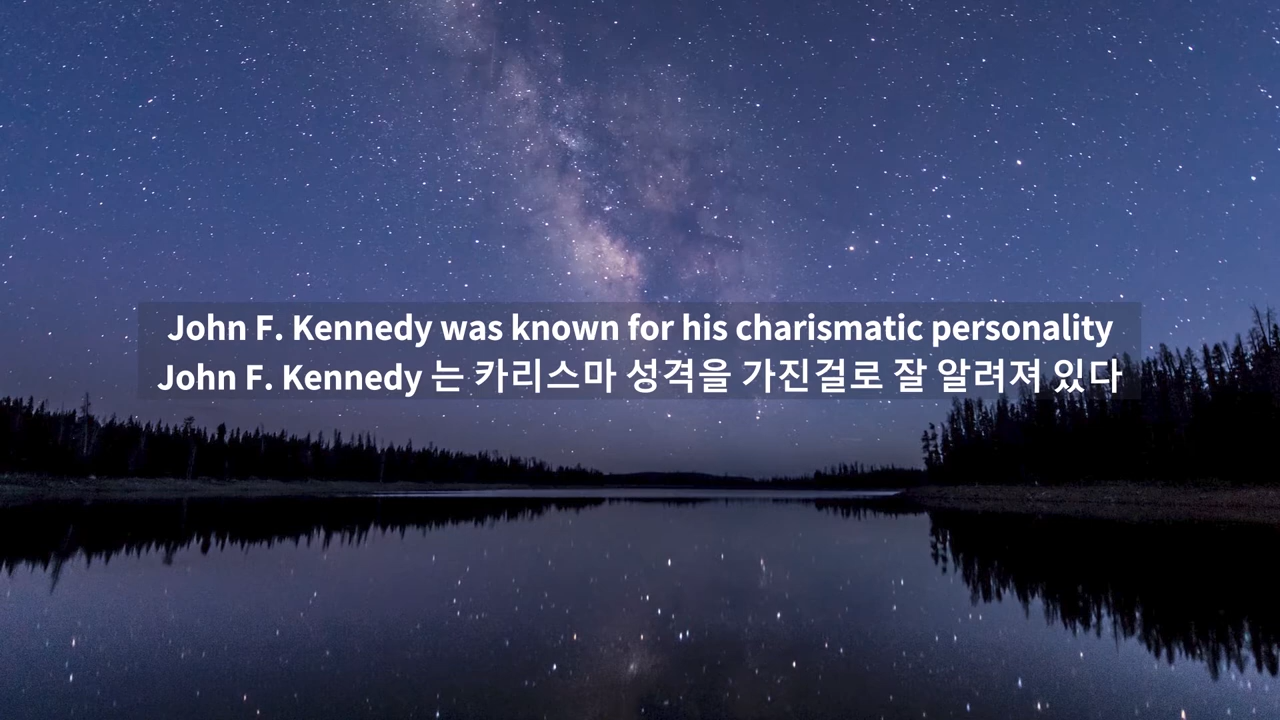 John F. Kennedy was known for his charismatic personality
John F. Kennedy 는 카리스마 성격을 가진걸로 잘 알려져 있다